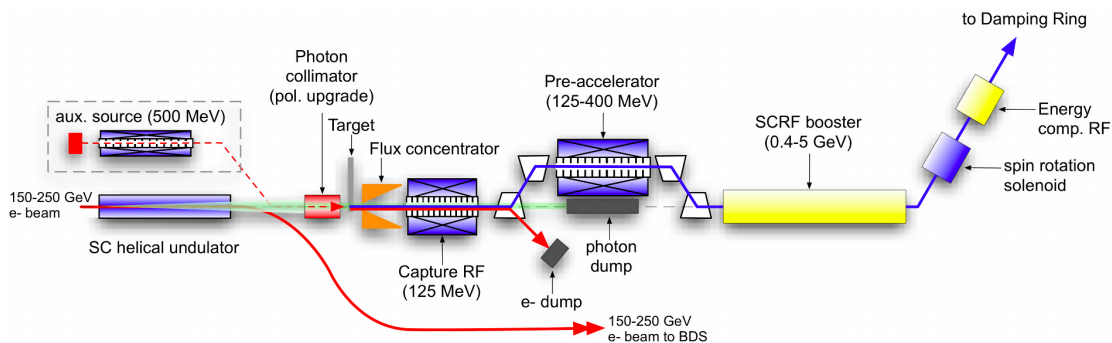 to Damping Ring
Photon
collimator
(pol. upgrade)
Pre-accelerator
(125-400 MeV)
aux. source (500 MeV)
Target
Flux concentrator
SCRF booster
(0.4-5 GeV)
Energy
comp. RF
spin rotation
solenoid
150-250 GeV
e- beam
SC helical undulator
Capture RF
(125 MeV)
photon
dump
e- dump
150-250 GeV
e- beam to BDS